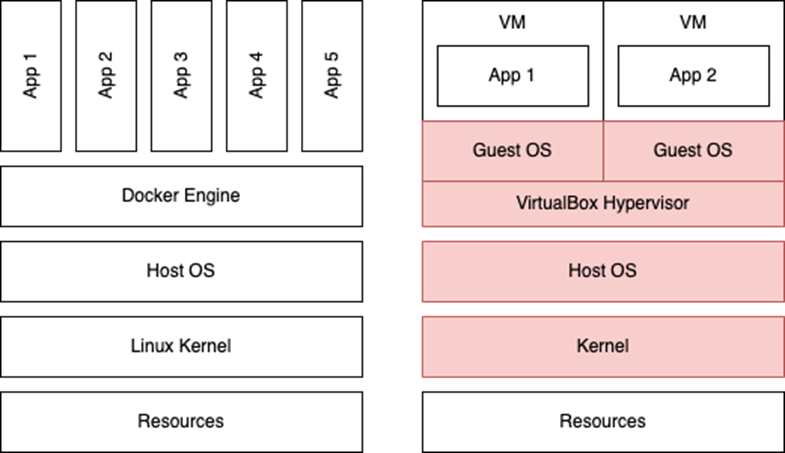 App 1
App 2
App 3
App 4
App 5
Docker Engine
Host OS
Linux Kernel
Resources
VM
VM
App 1
App 2
Guest OS
Guest OS
VirtualBox Hypervisor
Host OS
Kernel
Resources